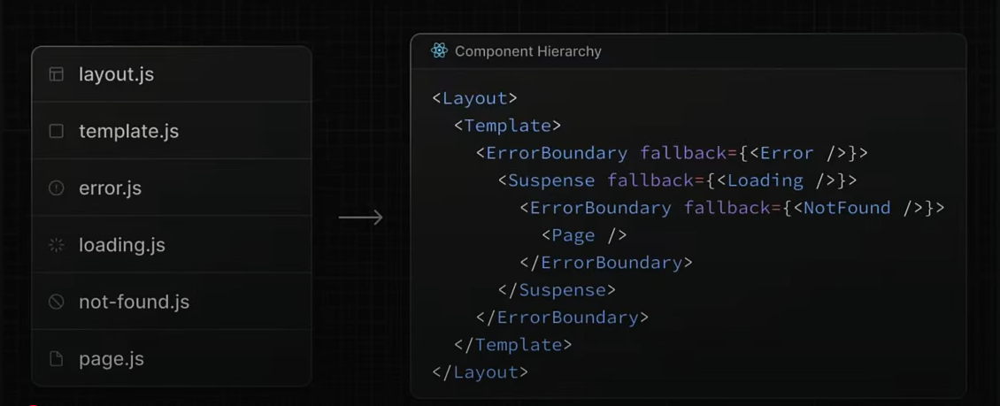 layout.js
template.js
error.js
loading.js
not-found.js
page.js
Component Hierarchy
<Layout>
  <Template>
    <ErrorBoundary fallback={<Error />}>
      <Suspense fallback={<Loading />}>
        <ErrorBoundary fallback={<NotFound />}>
          <Page />
        </ErrorBoundary>
      </Suspense>
    </ErrorBoundary>
  </Template>
</Layout>